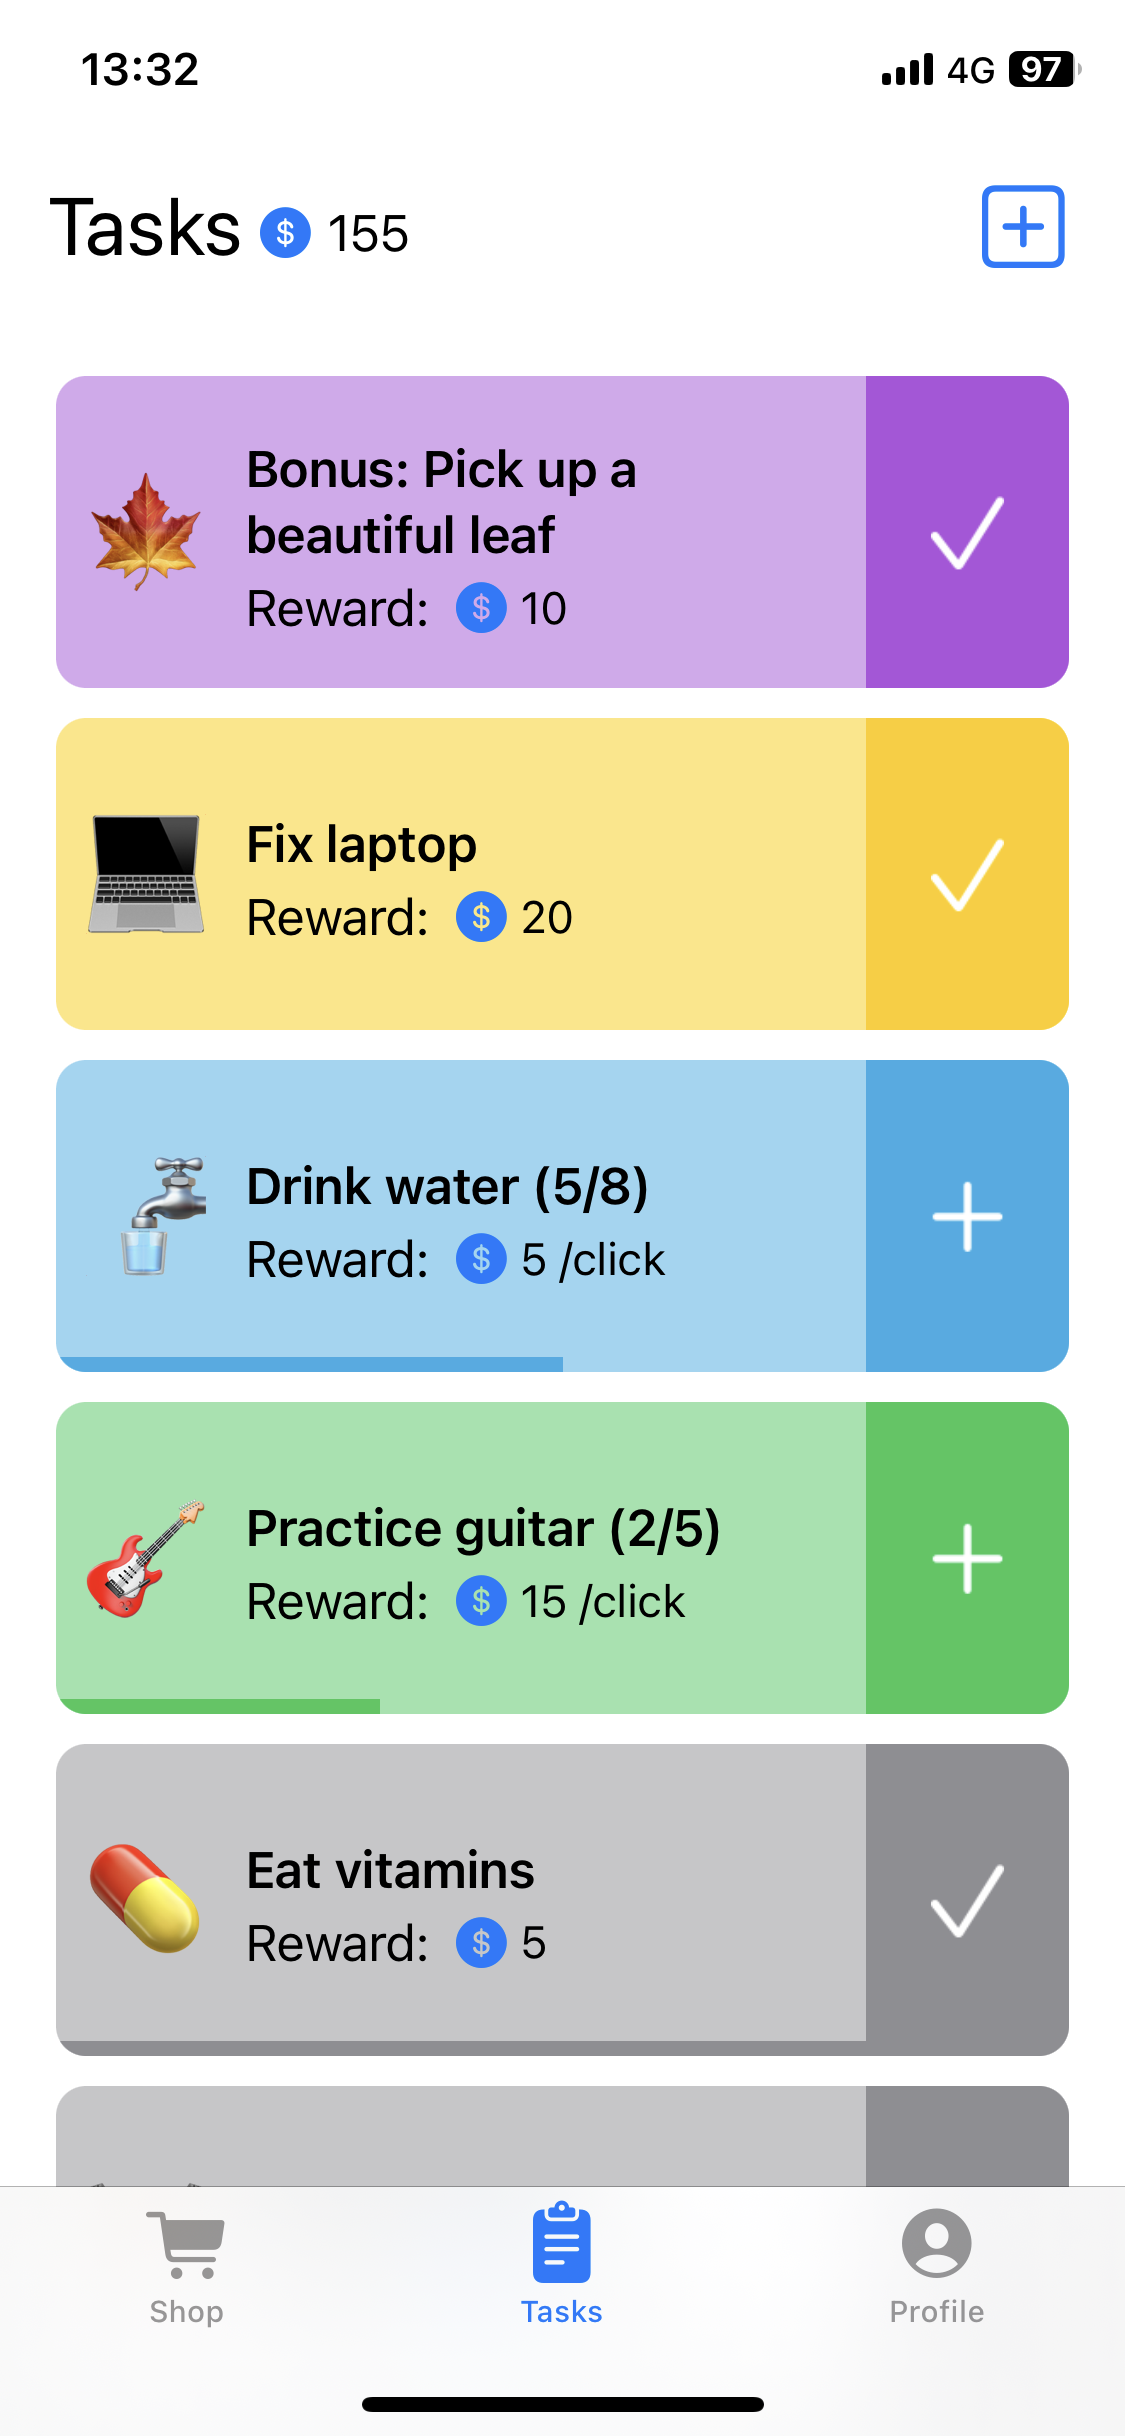 13:32 4G 97
Tasks $ 155
Bonus: Pick up a
beautiful leaf
Reward: $ 10
Fix laptop
Reward: $ 20
Drink water (5/8)
Reward: $ 5 /click
Practice guitar (2/5)
Reward: $ 15 /click
Eat vitamins
Reward: $ 5
Shop Tasks Profile